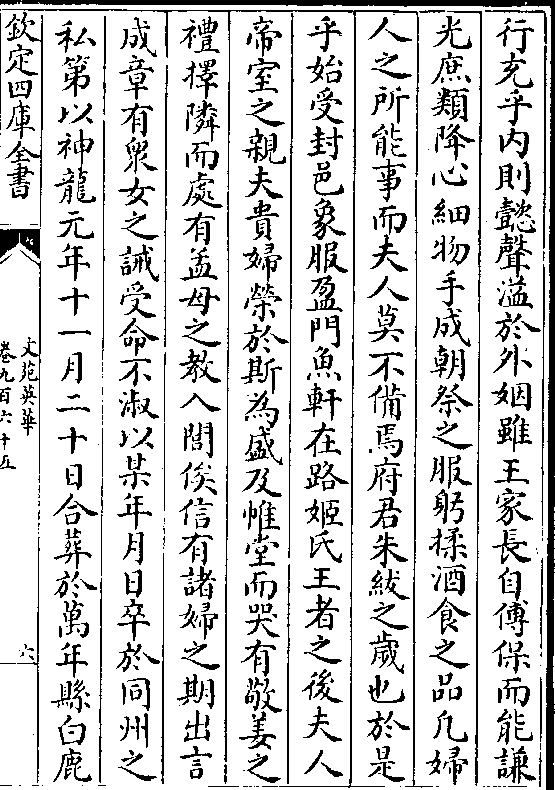 行充乎内則懿聲溢於外姻雖王家長自傅保而能謙
光庶類降心細物手成朝祭之服躬揉酒食之品凡婦
人之所能事而夫人莫不備焉府君朱紱之歲也於是
乎始受封邑象服盈門魚軒在路姬氏王者之後夫人
帝室之親夫貴婦榮於斯為盛及帷堂而哭有敬姜之
禮擇隣而處有孟母之教入閭俟信有諸婦之期出言
成章有衆女之誡受命不淑以某年月日卒於同州之
私第以神龍元年十一月二十日合葬於萬年縣白鹿
欽定四庫全書
文苑英華
卷九百六十五
六